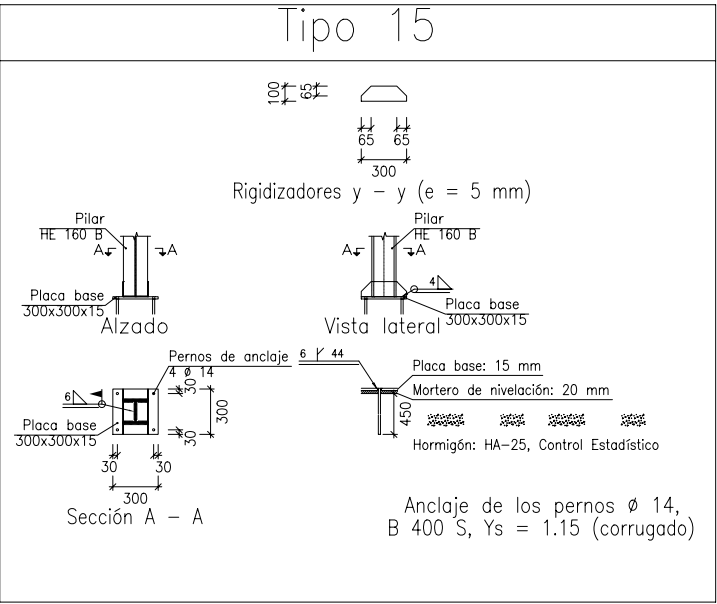 Tipo 15
100
65
65 65
300
Rigidizadores y - y (e = 5 mm)
Pilar
HE 160 B
A A
Placa base
300x300x15
Alzado
Pilar
HE 160 B
A A
4
Placa base
300x300x15
Vista lateral
Pernos de anclaje
4 ø 14
6
Placa base
300x300x15
30
300
30
30 30
300
Sección A - A
6 44
Placa base: 15 mm
Mortero de nivelación: 20 mm
450
Hormigón: HA-25, Control Estadístico
Anclaje de los pernos ø 14,
B 400 S, Ys = 1.15 (corrugado)